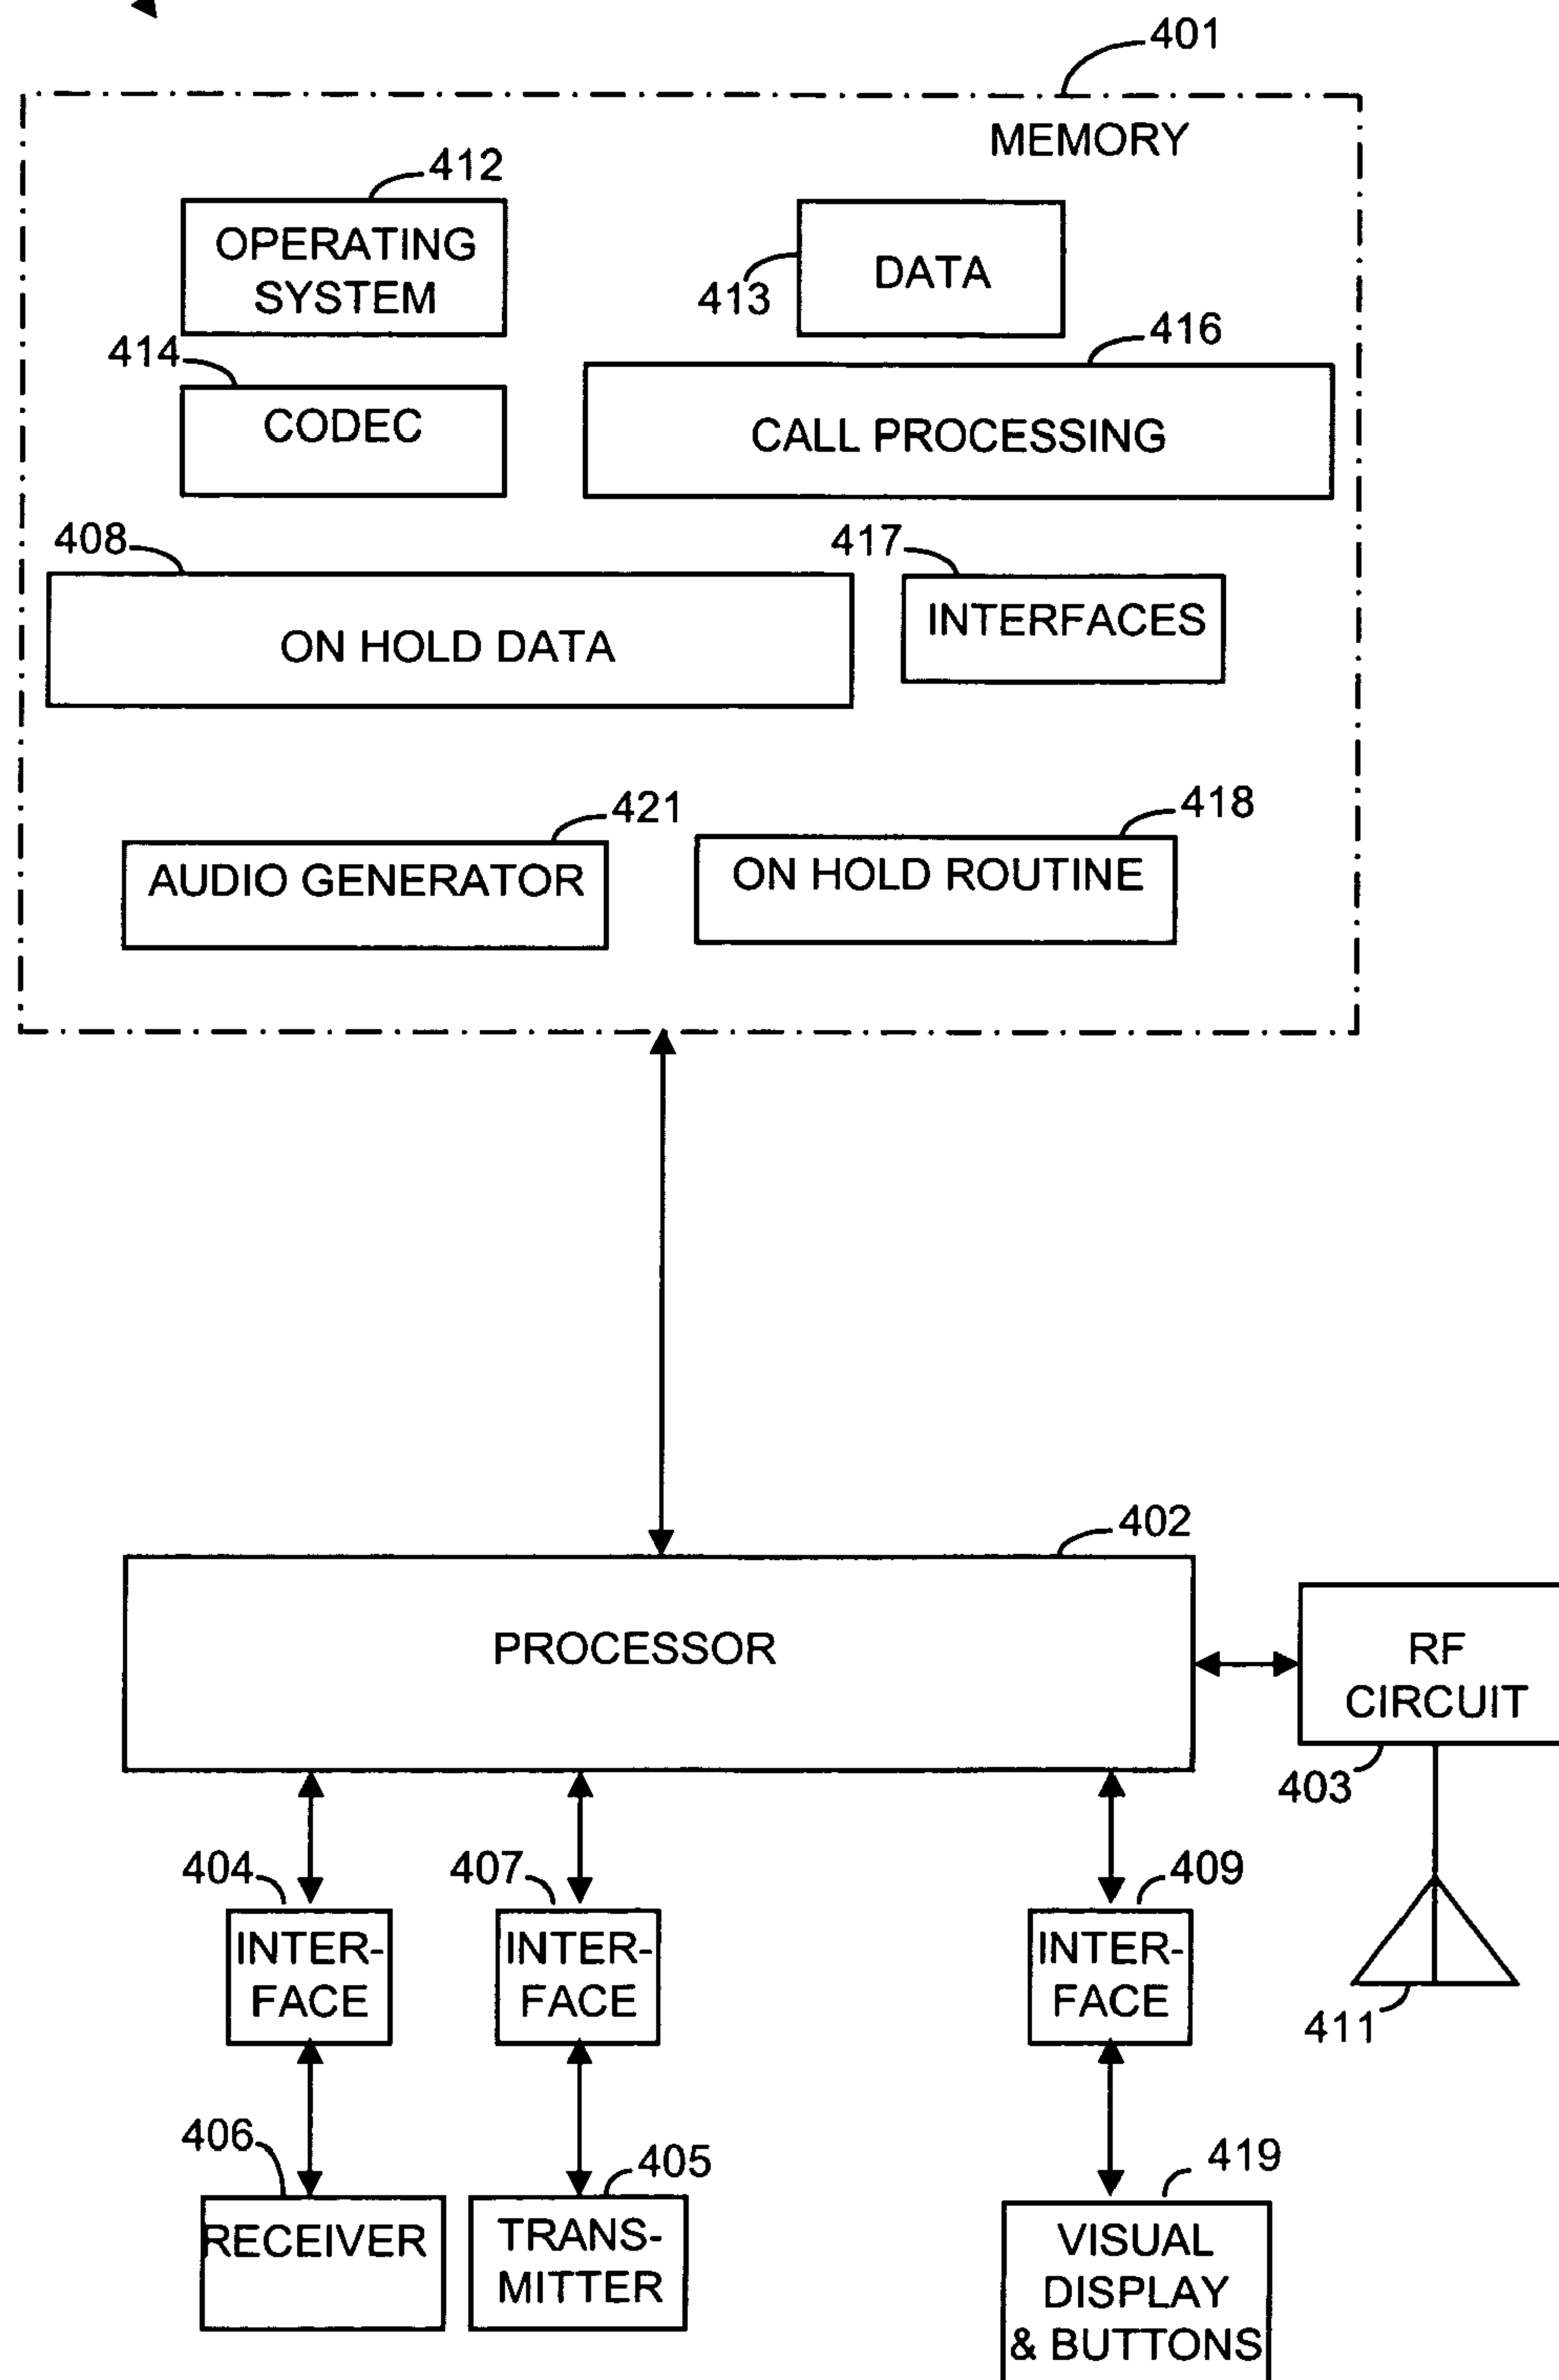 401
MEMORY
412
OPERATING
SYSTEM
413
DATA
414
CODEC
416
CALL PROCESSING
408
ON HOLD DATA
417
INTERFACES
421
AUDIO GENERATOR
418
ON HOLD ROUTINE
402
PROCESSOR
RF
CIRCUIT
403
404
INTER-
FACE
407
INTER-
FACE
409
INTER-
FACE
411
406
RECEIVER
405
TRANS-
MITTER
419
VISUAL
DISPLAY
& BUTTONS